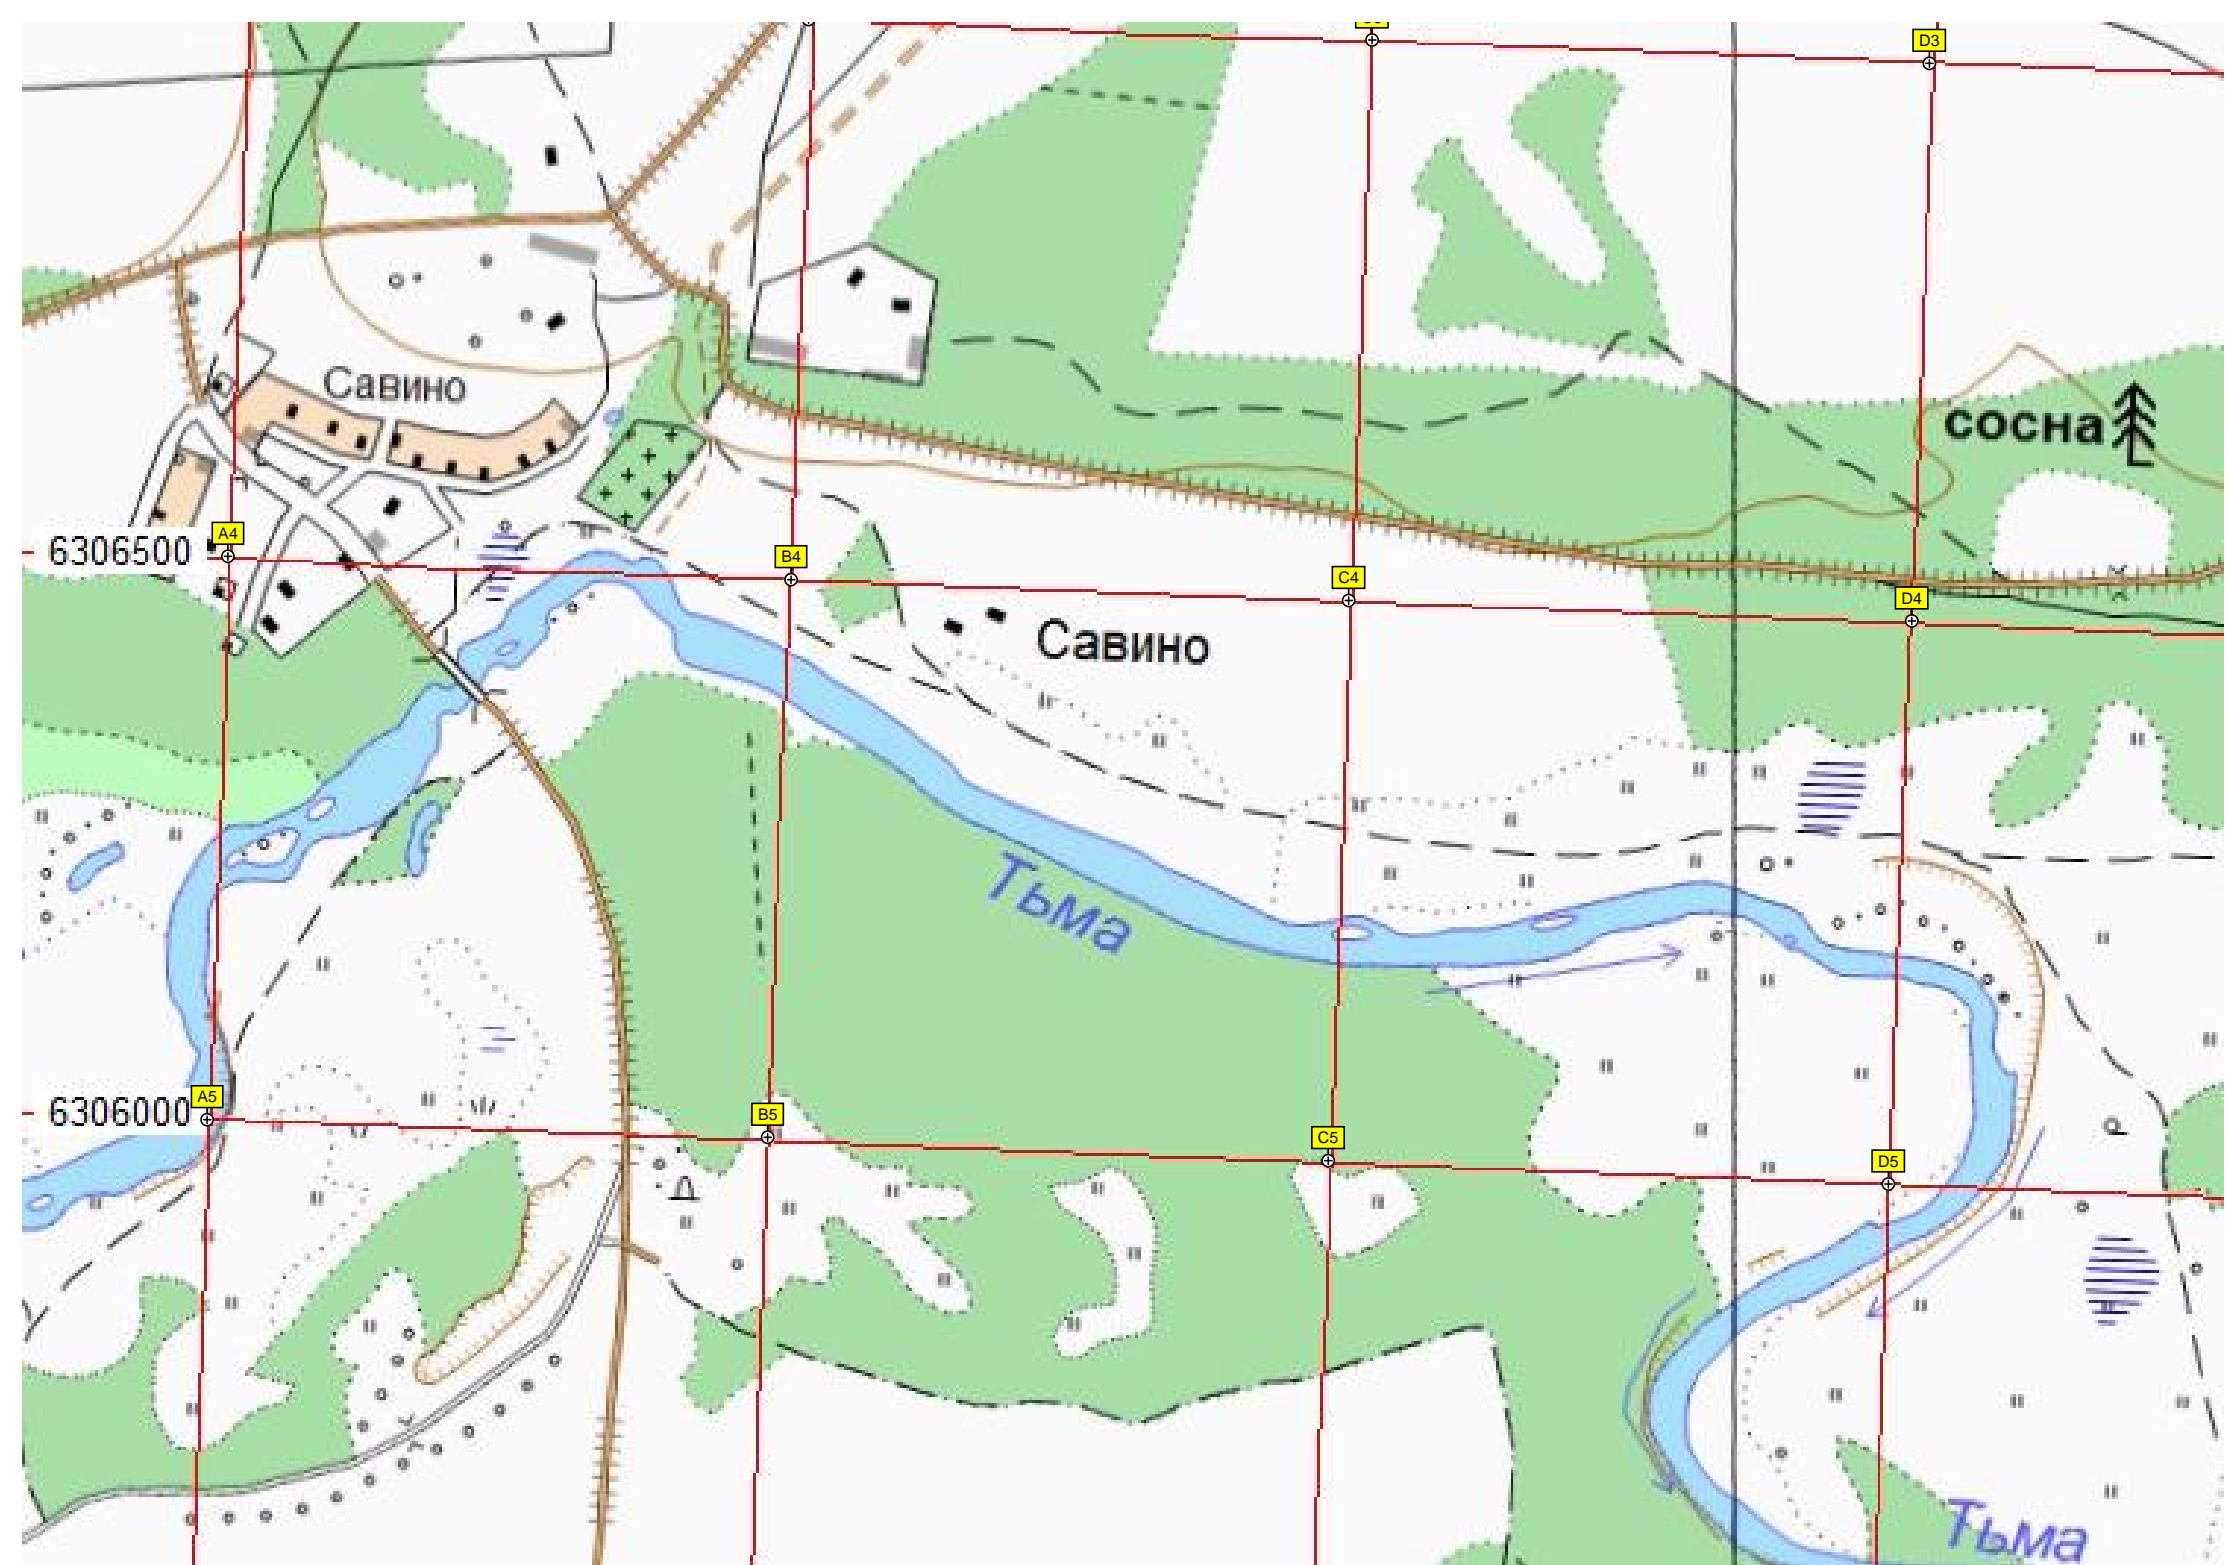 D3
Савино
сосна
6306500
A4
B4
C4
D4
Савино
Тьма
6306000
A5
B5
C5
D5
Тьма